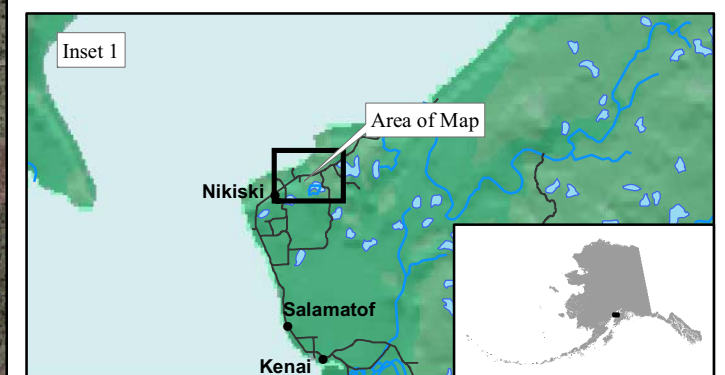 Inset 1
Area of Map
Nikiski
Salamatof
Kenai